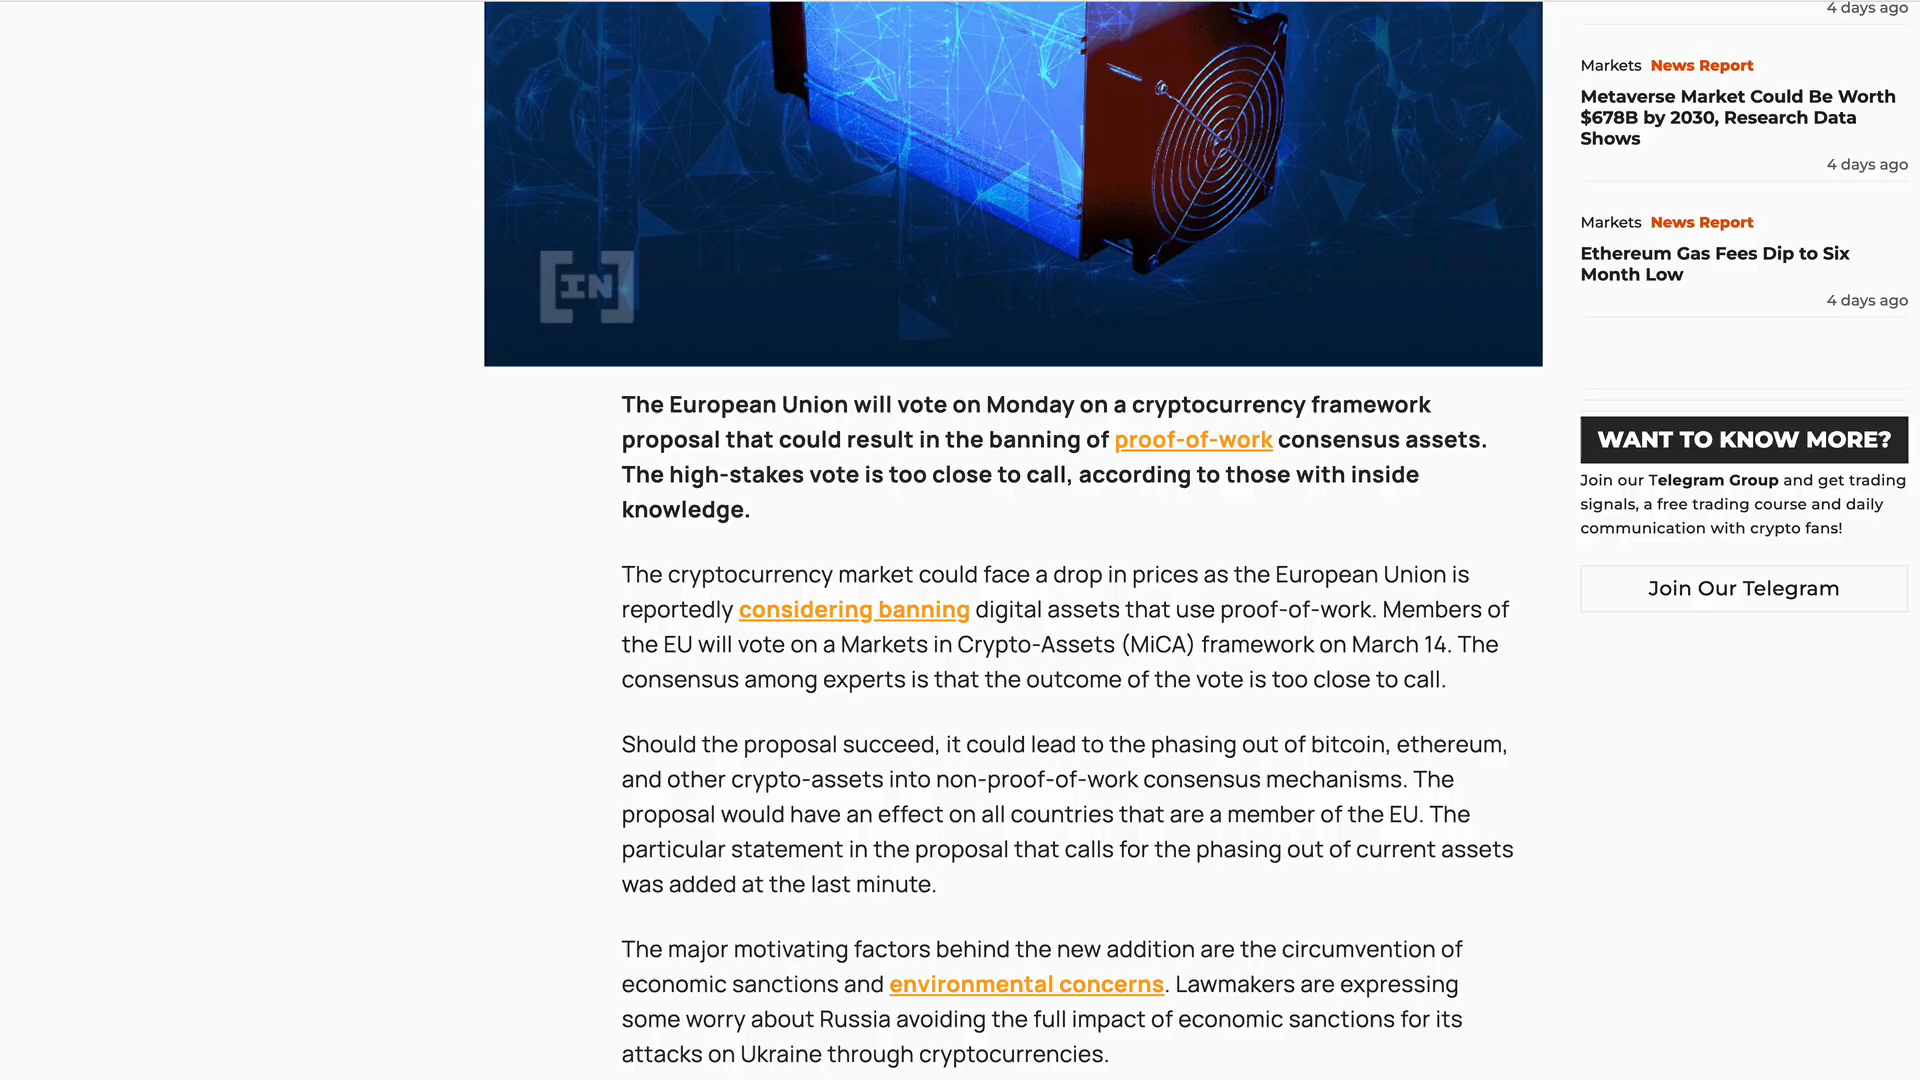 4 days ago
Markets News Report
Metaverse Market Could Be Worth
$678B by 2030, Research Data
Shows
4 days ago
Markets News Report
Ethereum Gas Fees Dip to Six
Month Low
4 days ago
[IN]
The European Union will vote on Monday on a cryptocurrency framework
proposal that could result in the banning of proof-of-work consensus assets.
The high-stakes vote is too close to call, according to those with inside
knowledge.
The cryptocurrency market could face a drop in prices as the European Union is
reportedly considering banning digital assets that use proof-of-work. Members of
the EU will vote on a Markets in Crypto-Assets (MiCA) framework on March 14. The
consensus among experts is that the outcome of the vote is too close to call.
Should the proposal succeed, it could lead to the phasing out of bitcoin, ethereum,
and other crypto-assets into non-proof-of-work consensus mechanisms. The
proposal would have an effect on all countries that are a member of the EU. The
particular statement in the proposal that calls for the phasing out of current assets
was added at the last minute.
The major motivating factors behind the new addition are the circumvention of
economic sanctions and environmental concerns. Lawmakers are expressing
some worry about Russia avoiding the full impact of economic sanctions for its
attacks on Ukraine through cryptocurrencies.
WANT TO KNOW MORE?
Join our Telegram Group and get trading
signals, a free trading course and daily
communication with crypto fans!
Join Our Telegram